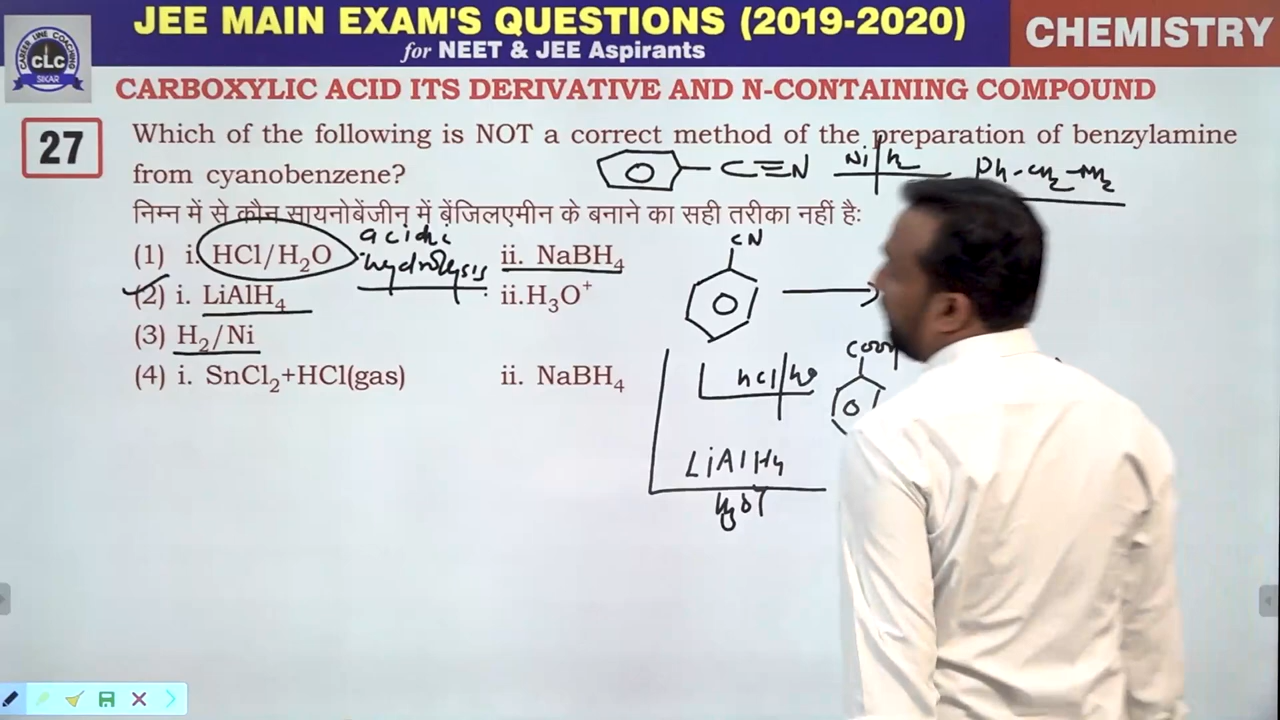 JEE MAIN EXAM'S QUESTIONS (2019-2020)
for NEET & JEE Aspirants
CHEMISTRY
CAREER LINE COACHING
CLC
SIKAR
CARBOXYLIC ACID ITS DERIVATIVE AND N-CONTAINING COMPOUND
27
Which of the following is NOT a correct method of the preparation of benzylamine
from cyanobenzene?
C≡N Ni/H₂ Ph-CH₂-NH₂
निम्न में से कौन सायनोबेंजीन में बेंजिलएमीन के बनाने का सही तरीका नहीं है:
(1) i. HCl/H₂O acidic hydrolysis ii. NaBH₄
(2) i. LiAlH₄ ii.H₃O⁺
(3) H₂/Ni
(4) i. SnCl₂+HCl(gas) ii. NaBH₄
CN
HCl/H₂O
LiAlH₄
H₃O⁺